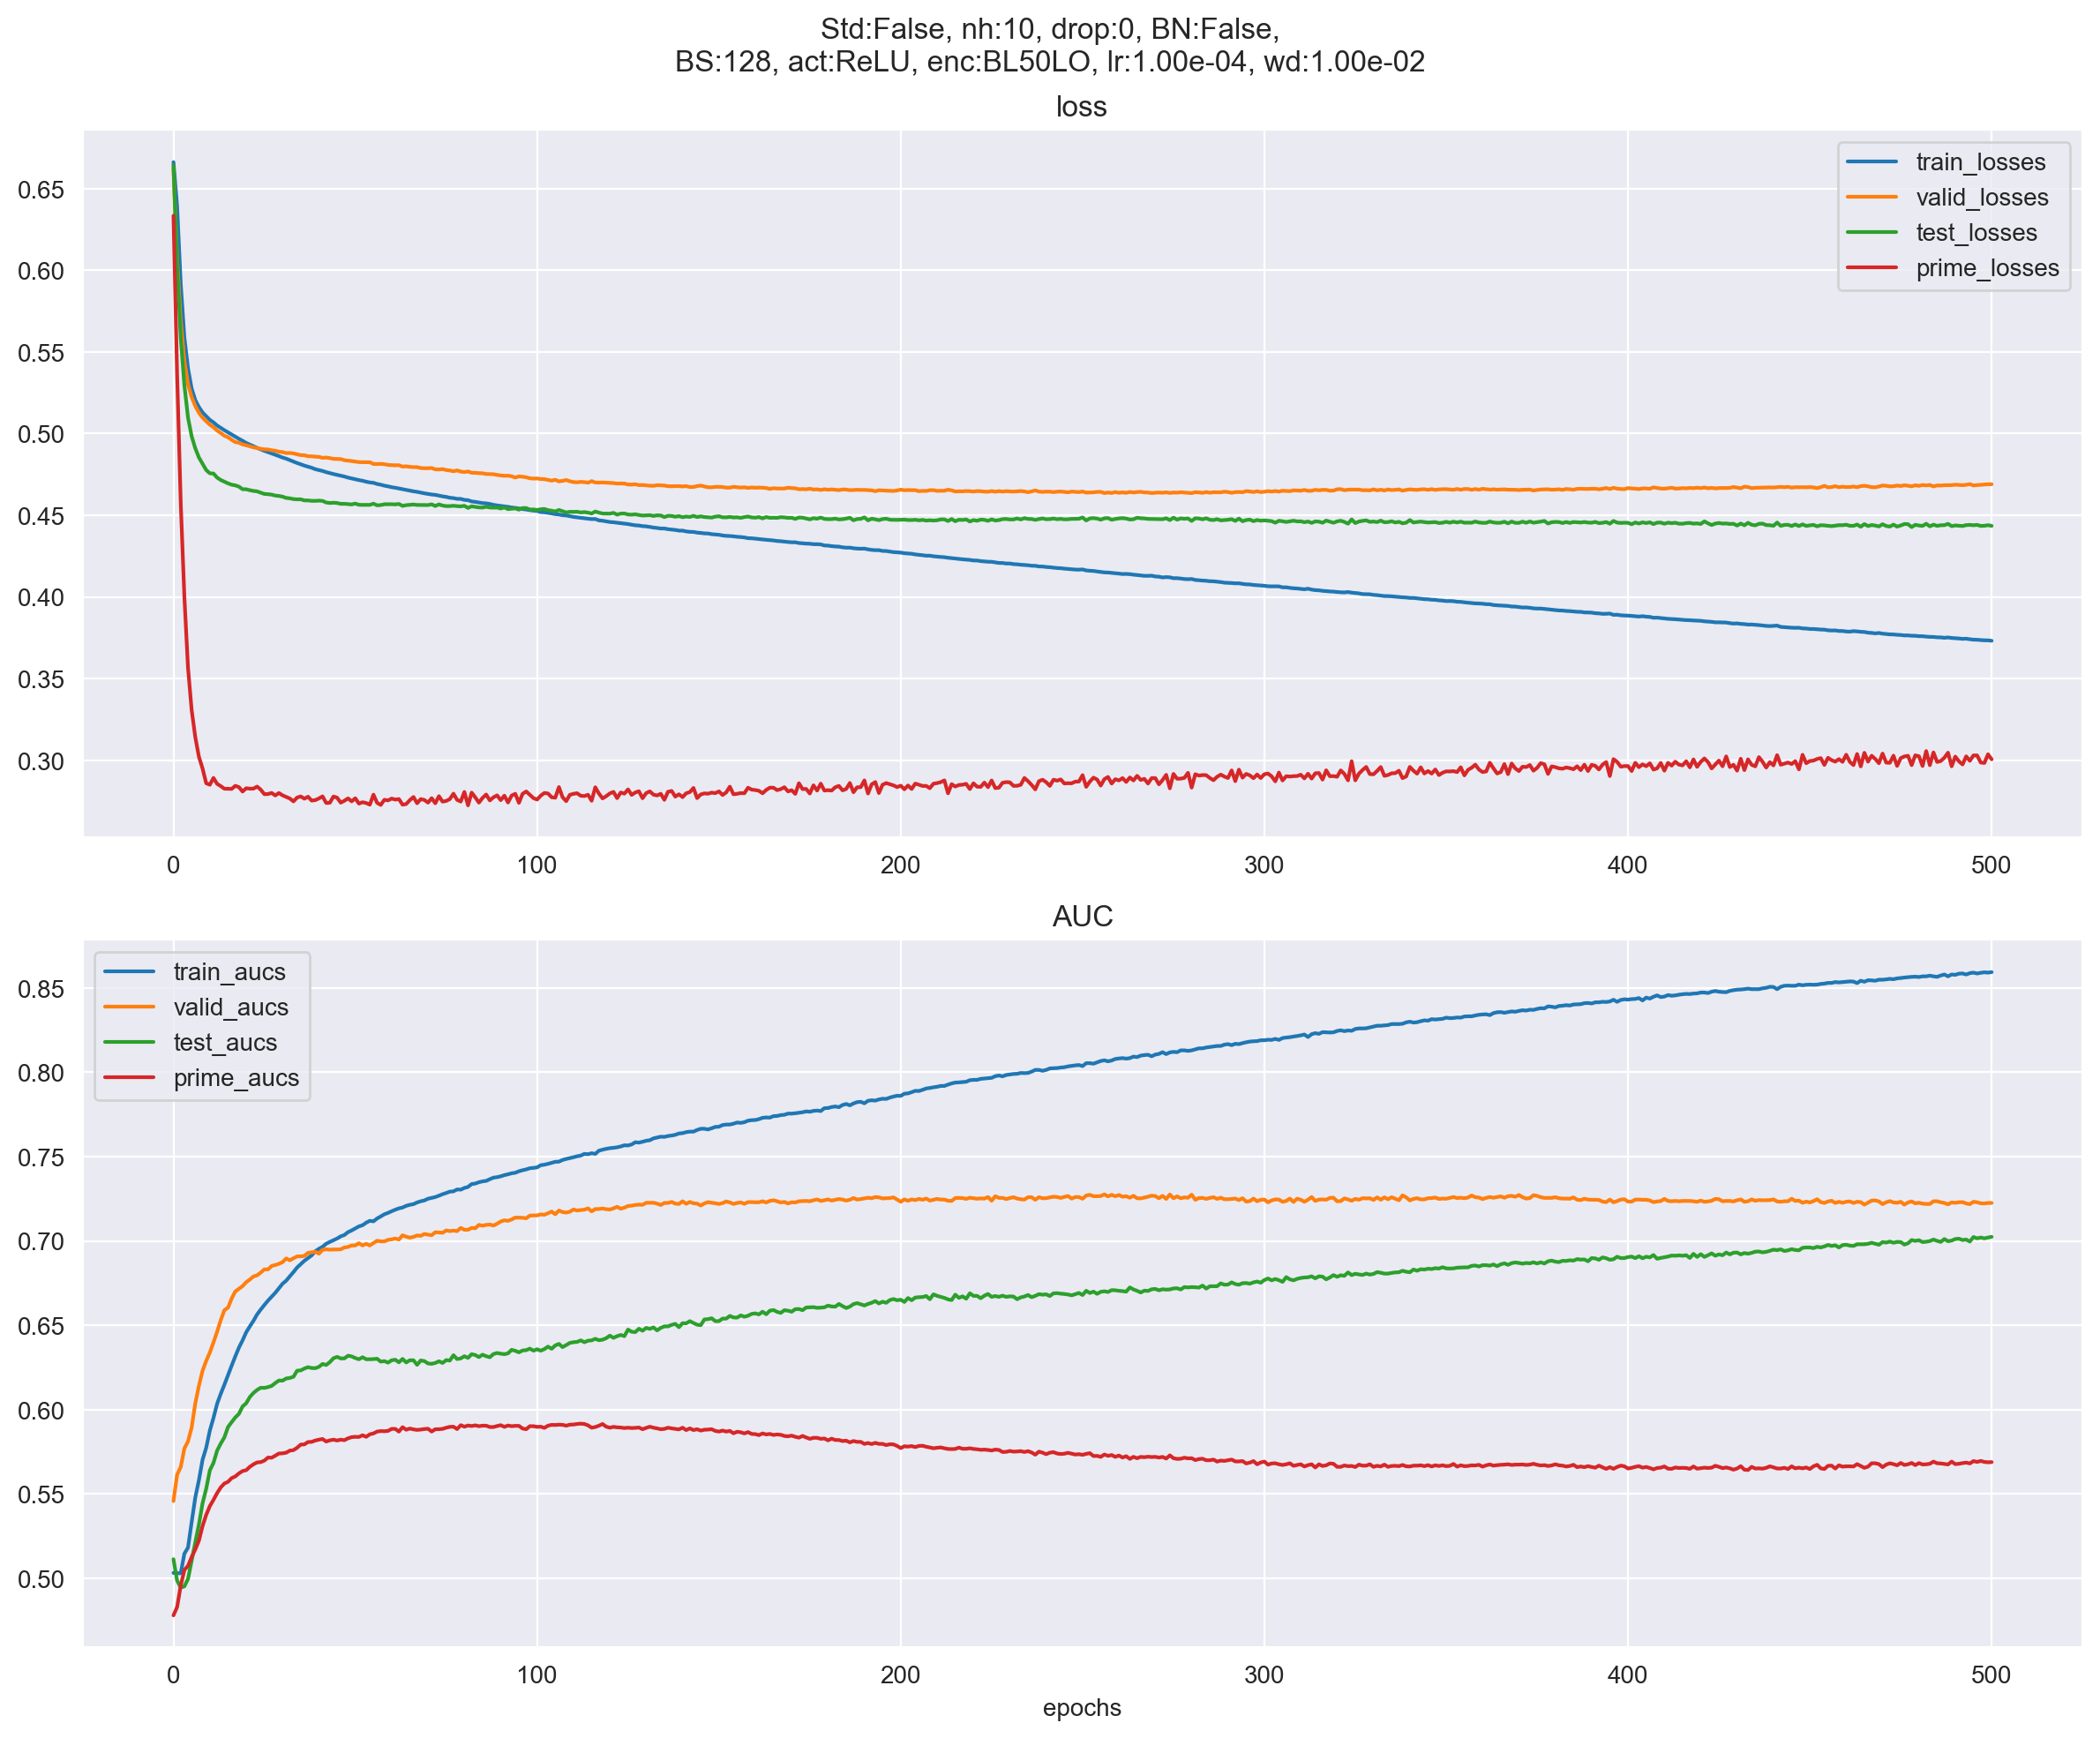 Std:False, nh:10, drop:0, BN:False,
BS:128, act:ReLU, enc:BL50LO, lr:1.00e-04, wd:1.00e-02
loss
train_losses
valid_losses
test_losses
prime_losses
0.65
0.60
0.55
0.50
0.45
0.40
0.35
0.30
0 100 200 300 400 500
AUC
train_aucs
valid_aucs
test_aucs
prime_aucs
0.85
0.80
0.75
0.70
0.65
0.60
0.55
0.50
0 100 200 300 400 500
epochs